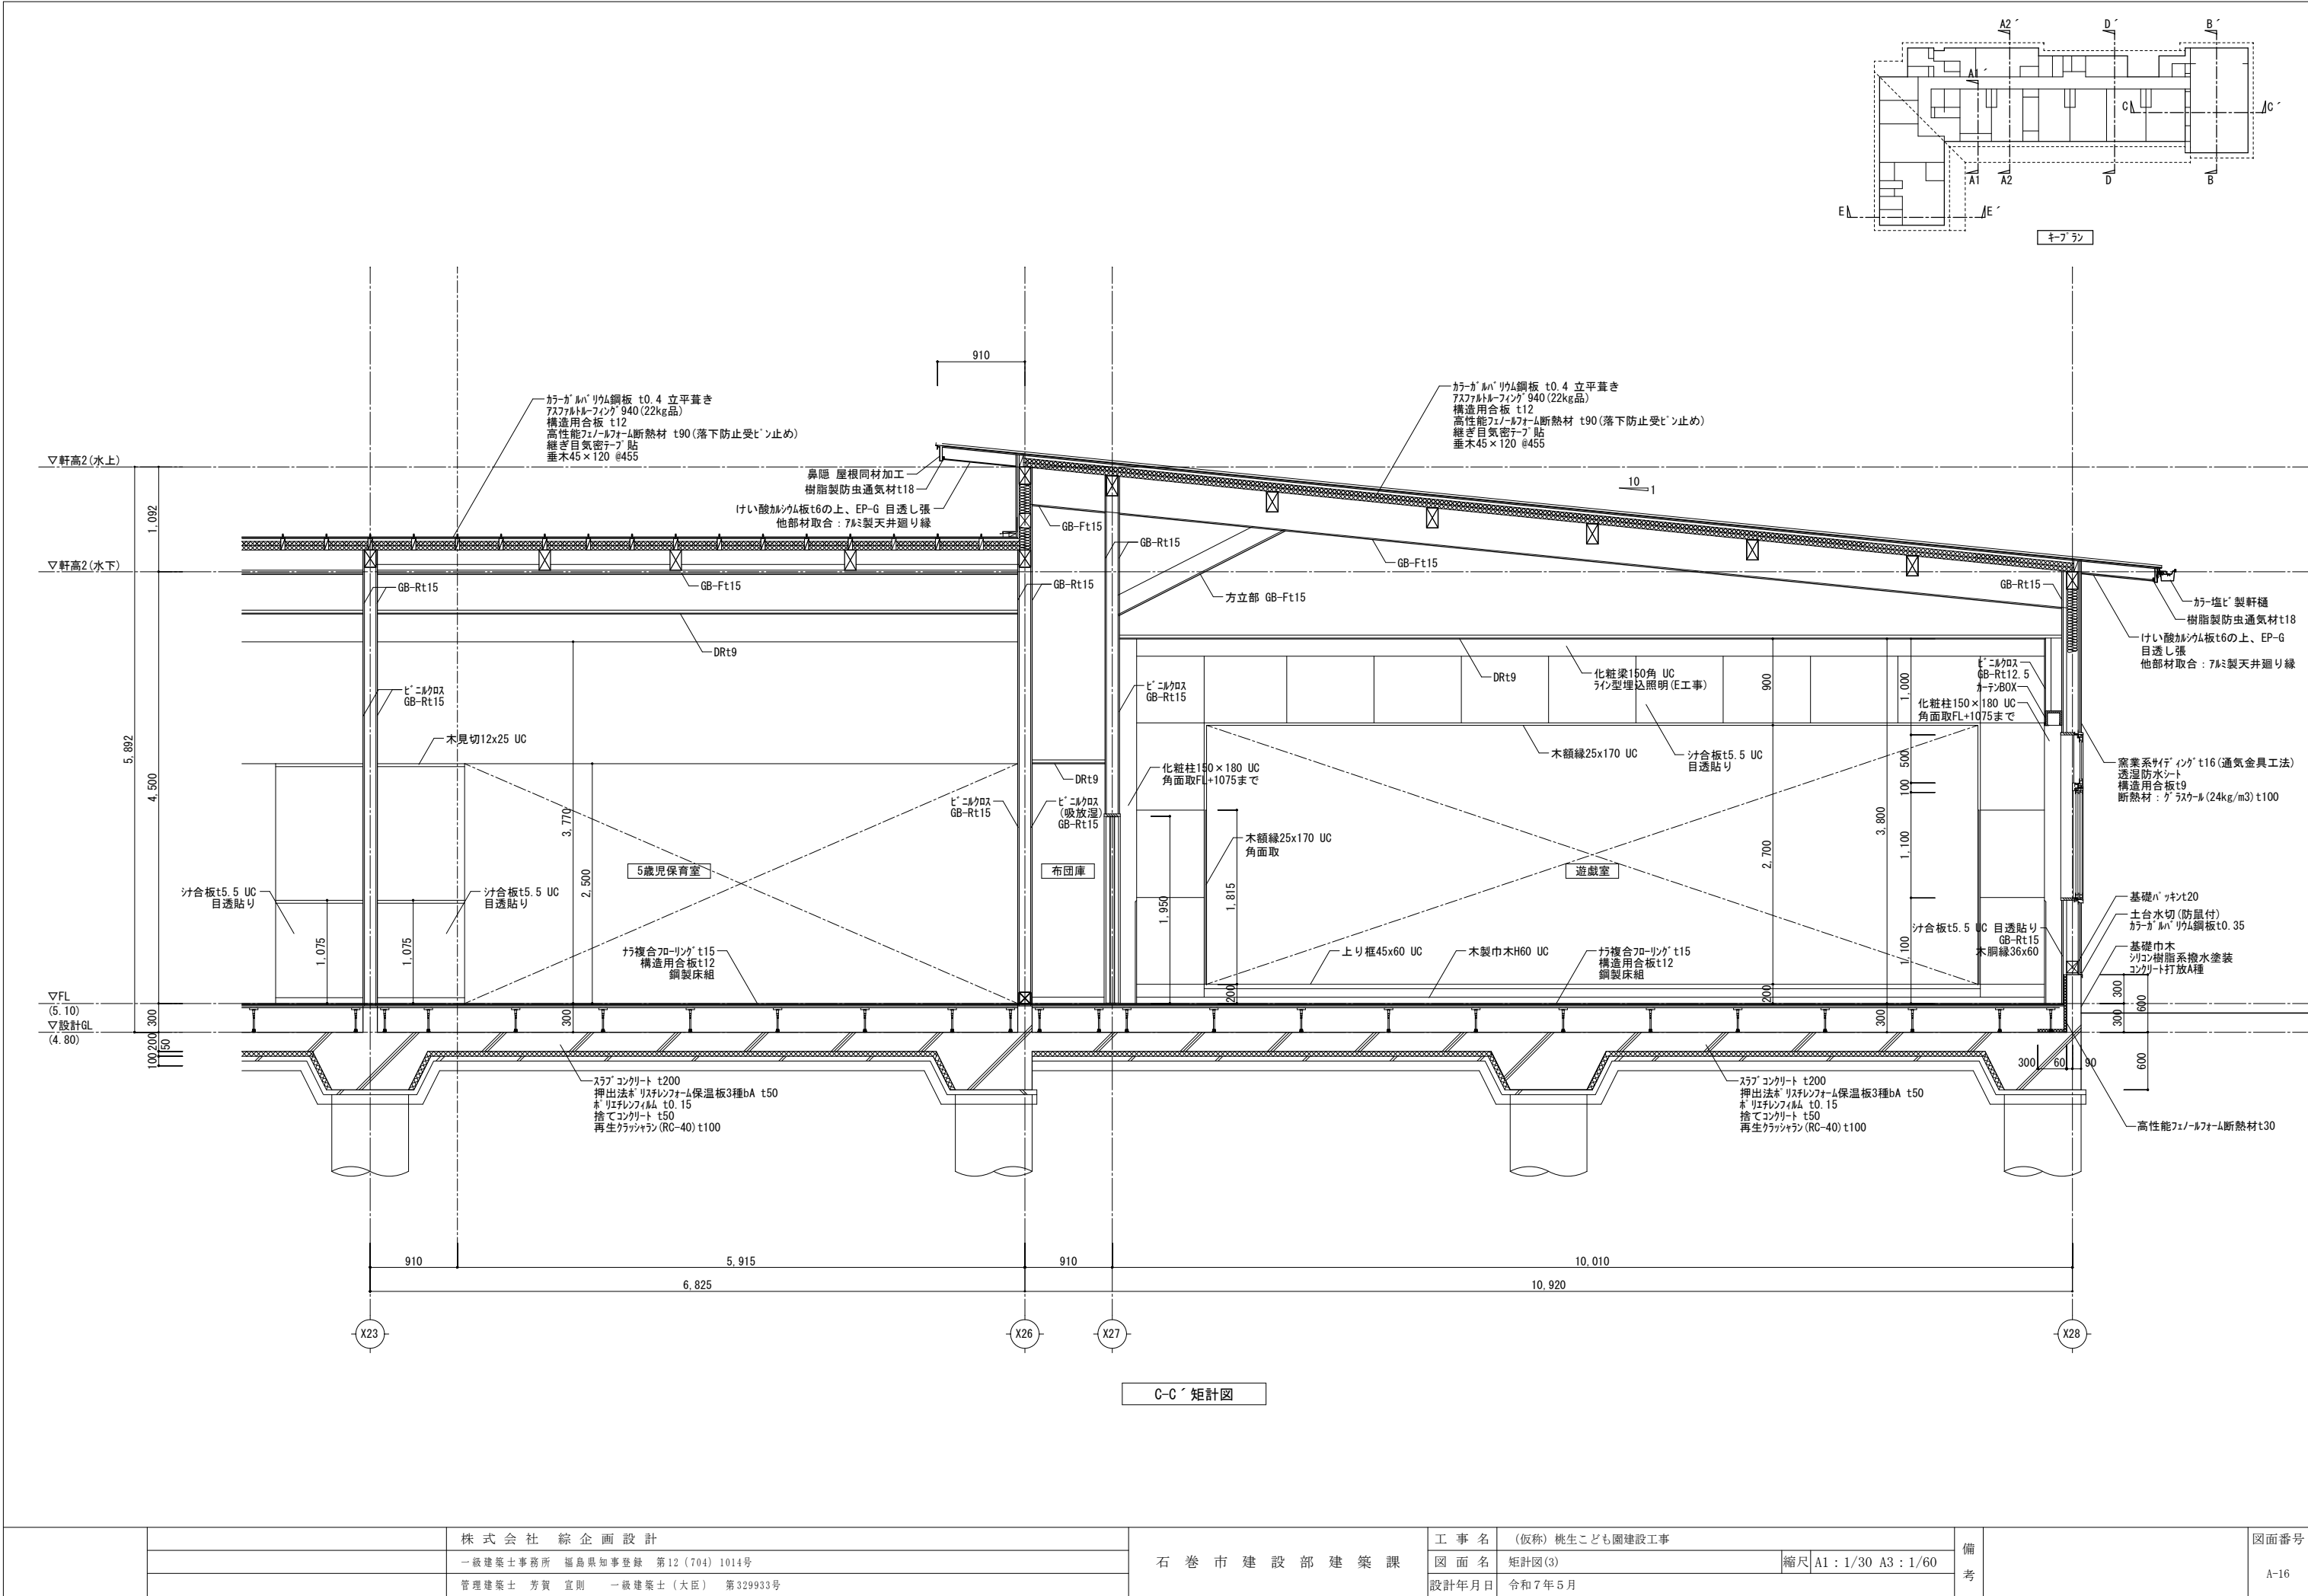 A2´
D´
B´
A1´
C
C´
A1
A2
D
B
E
E´
キープラン
910
カラーガルバリウム鋼板 t0.4 立平葺き
アスファルトルーフィング940(22kg品)
構造用合板 t12
高性能フェノールフォーム断熱材 t90(落下防止受ピン止め)
継ぎ目気密テープ貼
垂木45×120 @455
カラーガルバリウム鋼板 t0.4 立平葺き
アスファルトルーフィング940(22kg品)
構造用合板 t12
高性能フェノールフォーム断熱材 t90(落下防止受ピン止め)
継ぎ目気密テープ貼
垂木45×120 @455
▽軒高2(水上)
鼻隠 屋根同材加工
樹脂製防虫通気材t18
けい酸カルシウム板t6の上、EP-G 目透し張
他部材取合：アルミ製天井廻り縁
10
1
1,092
GB-Ft15
GB-Rt15
GB-Ft15
▽軒高2(水下)
GB-Rt15
GB-Ft15
GB-Rt15
方立部 GB-Ft15
GB-Rt15
カラー塩ビ製軒樋
樹脂製防虫通気材t18
けい酸カルシウム板t6の上、EP-G
目透し張
他部材取合：アルミ製天井廻り縁
DRt9
DRt9
化粧梁150角 UC
ライン型埋込照明(E工事)
900
1,000
ビニルクロス
GB-Rt12.5
カーテンBOX
化粧柱150×180 UC
角面取FL+1075まで
ビニルクロス
GB-Rt15
ビニルクロス
GB-Rt15
木見切12x25 UC
木額縁25x170 UC
シナ合板t5.5 UC
目透貼り
5,892
4,500
3,770
2,500
DRt9
化粧柱150×180 UC
角面取FL+1075まで
ビニルクロス
GB-Rt15
ビニルクロス
(吸放湿)
GB-Rt15
500
100
1,100
1,100
3,800
2,700
窯業系サイディングt16(通気金具工法)
透湿防水シート
構造用合板t9
断熱材：グラスウール(24kg/m3)t100
木額縁25x170 UC
角面取
5歳児保育室
布団庫
遊戯室
シナ合板t5.5 UC
目透貼り
シナ合板t5.5 UC
目透貼り
1,075
1,075
1,950
1,815
基礎パッキンt20
土台水切(防鼠付)
カラーガルバリウム鋼板t0.35
基礎巾木
シリコン樹脂系撥水塗装
コンクリート打放A種
シナ合板t5.5 UC 目透貼り
GB-Rt15
木胴縁36x60
ナラ複合フローリングt15
構造用合板t12
鋼製床組
上り框45x60 UC
木製巾木H60 UC
ナラ複合フローリングt15
構造用合板t12
鋼製床組
200
200
▽FL
(5.10)
▽設計GL
(4.80)
300
200
50
100
300
300
300
300
600
600
300
60
90
スラブコンクリート t200
押出法ポリスチレンフォーム保温板3種bA t50
ポリエチレンフィルム t0.15
捨てコンクリート t50
再生クラッシャラン(RC-40)t100
スラブコンクリート t200
押出法ポリスチレンフォーム保温板3種bA t50
ポリエチレンフィルム t0.15
捨てコンクリート t50
再生クラッシャラン(RC-40)t100
高性能フェノールフォーム断熱材t30
910
5,915
910
10,010
6,825
10,920
X23
X26
X27
X28
C-C´矩計図
株式会社 綜企画設計
一級建築士事務所 福島県知事登録 第12(704)1014号
管理建築士 芳賀 宣則 一級建築士(大臣) 第329933号
石巻市建設部建築課
工事名 (仮称)桃生こども園建設工事
図面名 矩計図(3) 縮尺 A1：1/30 A3：1/60
設計年月日 令和7年5月
備考
図面番号
A-16